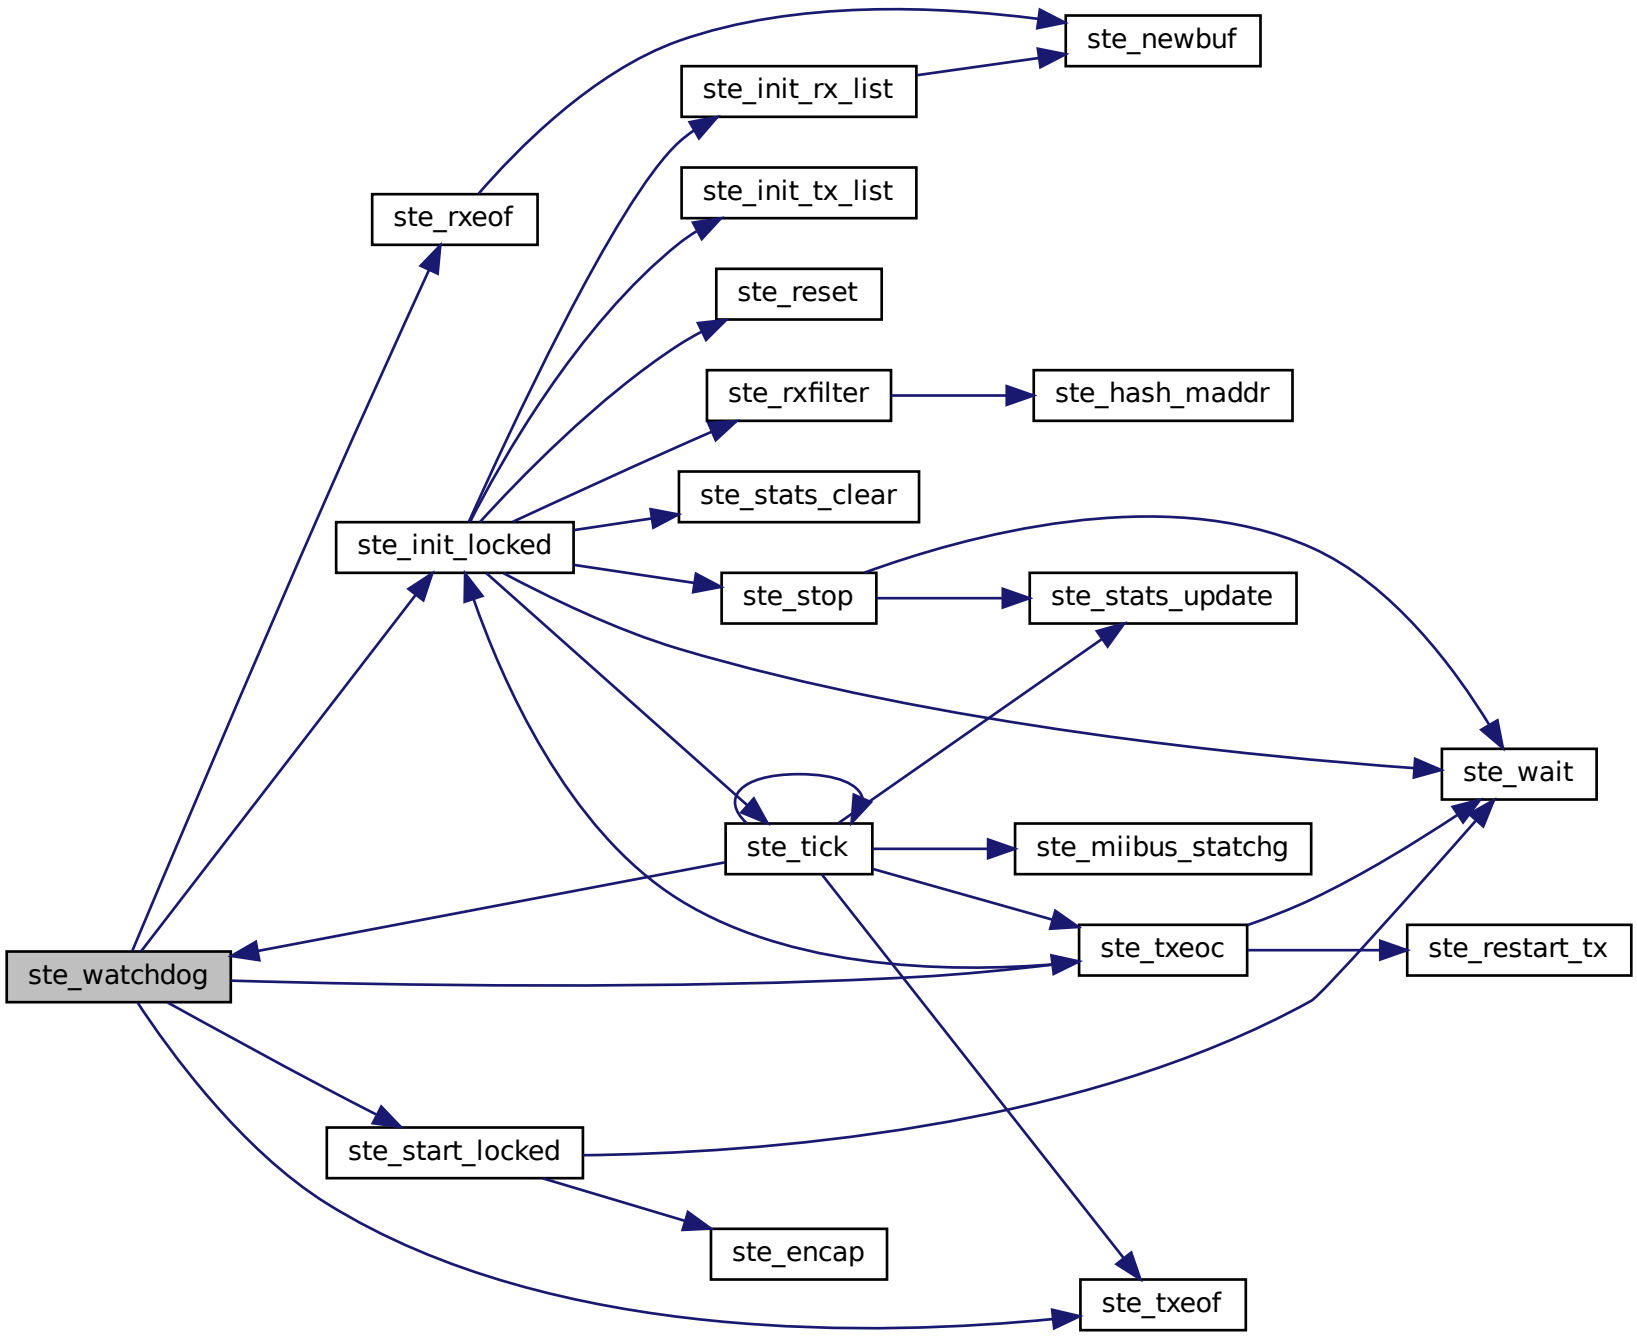 ste_newbuf
ste_init_rx_list
ste_init_tx_list
ste_rxeof
ste_reset
ste_rxfilter
ste_hash_maddr
ste_stats_clear
ste_init_locked
ste_stop
ste_stats_update
ste_wait
ste_tick
ste_miibus_statchg
ste_txeoc
ste_restart_tx
ste_watchdog
ste_start_locked
ste_encap
ste_txeof